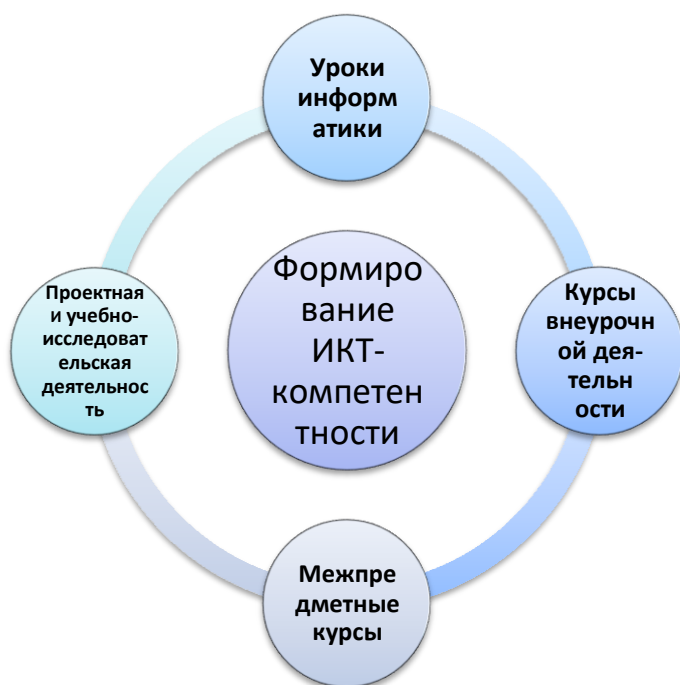 Уроки
информ
атики
Проектная
и учебно-
исследоват
ельская
деятельнос
ть
Формиро
вание
ИКТ-
компетен
тности
Курсы
внеурочн
ой дея-
тельн
ости
Межпре
дметные
курсы